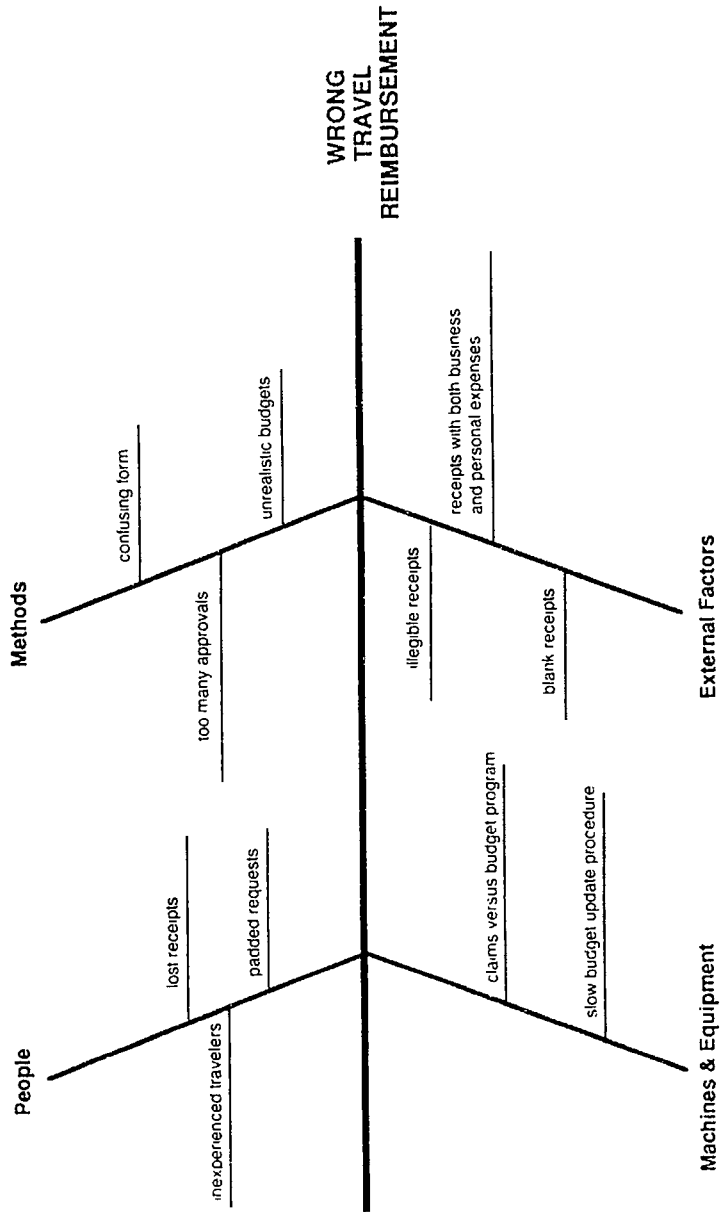 People
lost receipts
inexperienced travelers
padded requests
Methods
confusing form
too many approvals
unrealistic budgets
WRONG
TRAVEL
REIMBURSEMENT
Machines & Equipment
claims versus budget program
slow budget update procedure
External Factors
illegible receipts
receipts with both business
and personal expenses
blank receipts